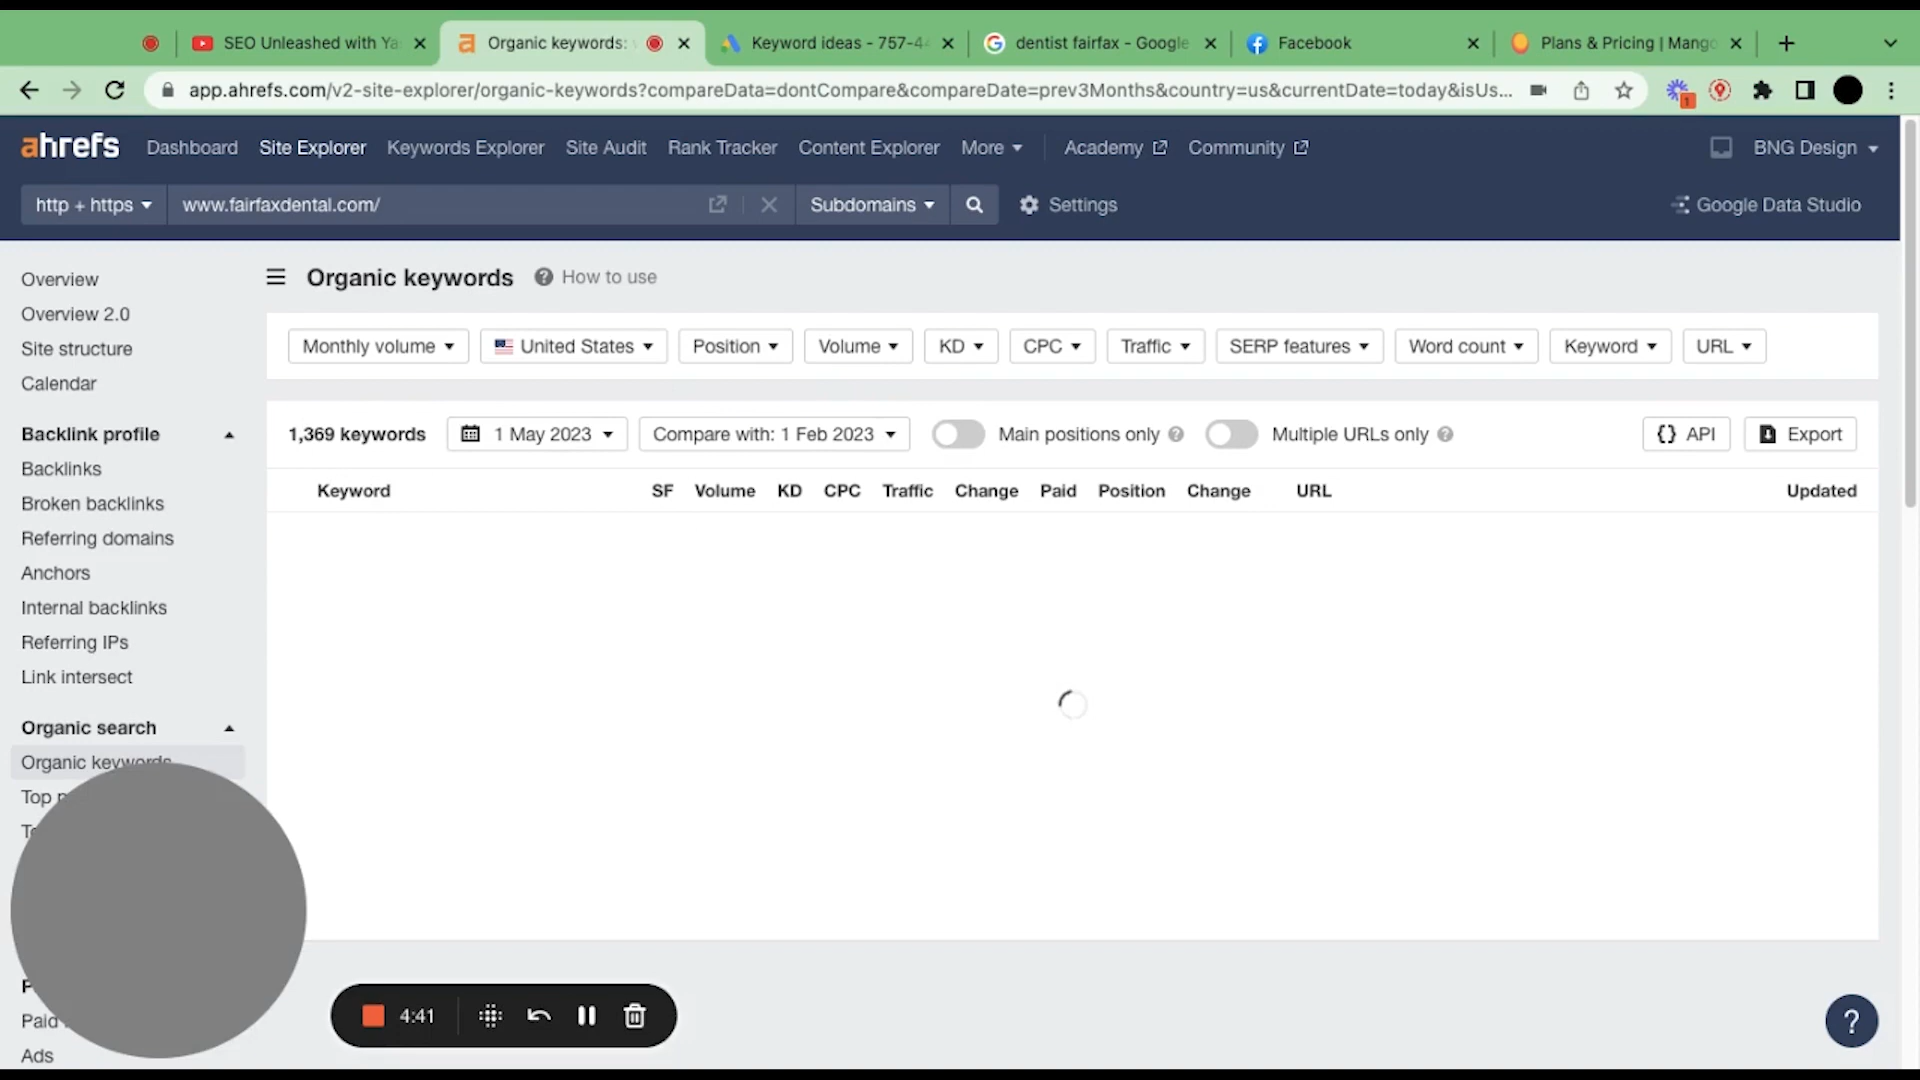 SEO Unleashed with Ya
Organic keywords:
Keyword ideas - 757-4
dentist fairfax - Google
Facebook
Plans & Pricing | Mango
app.ahrefs.com/v2-site-explorer/organic-keywords?compareData=dontCompare&compareDate=prev3Months&country=us&currentDate=today&isUs...
1
ahrefs Dashboard Site Explorer Keywords Explorer Site Audit Rank Tracker Content Explorer More Academy Community BNG Design
http + https www.fairfaxdental.com/ Subdomains Settings Google Data Studio
Overview
Overview 2.0
Site structure
Calendar
Backlink profile
Backlinks
Broken backlinks
Referring domains
Anchors
Internal backlinks
Referring IPs
Link intersect
Organic search
Organic keywords
Top
Paid
Ads
Organic keywords ? How to use
Monthly volume United States Position Volume KD CPC Traffic SERP features Word count Keyword URL
1,369 keywords 1 May 2023 Compare with: 1 Feb 2023 Main positions only ? Multiple URLs only ? {} API Export
Keyword SF Volume KD CPC Traffic Change Paid Position Change URL Updated
4:41
?